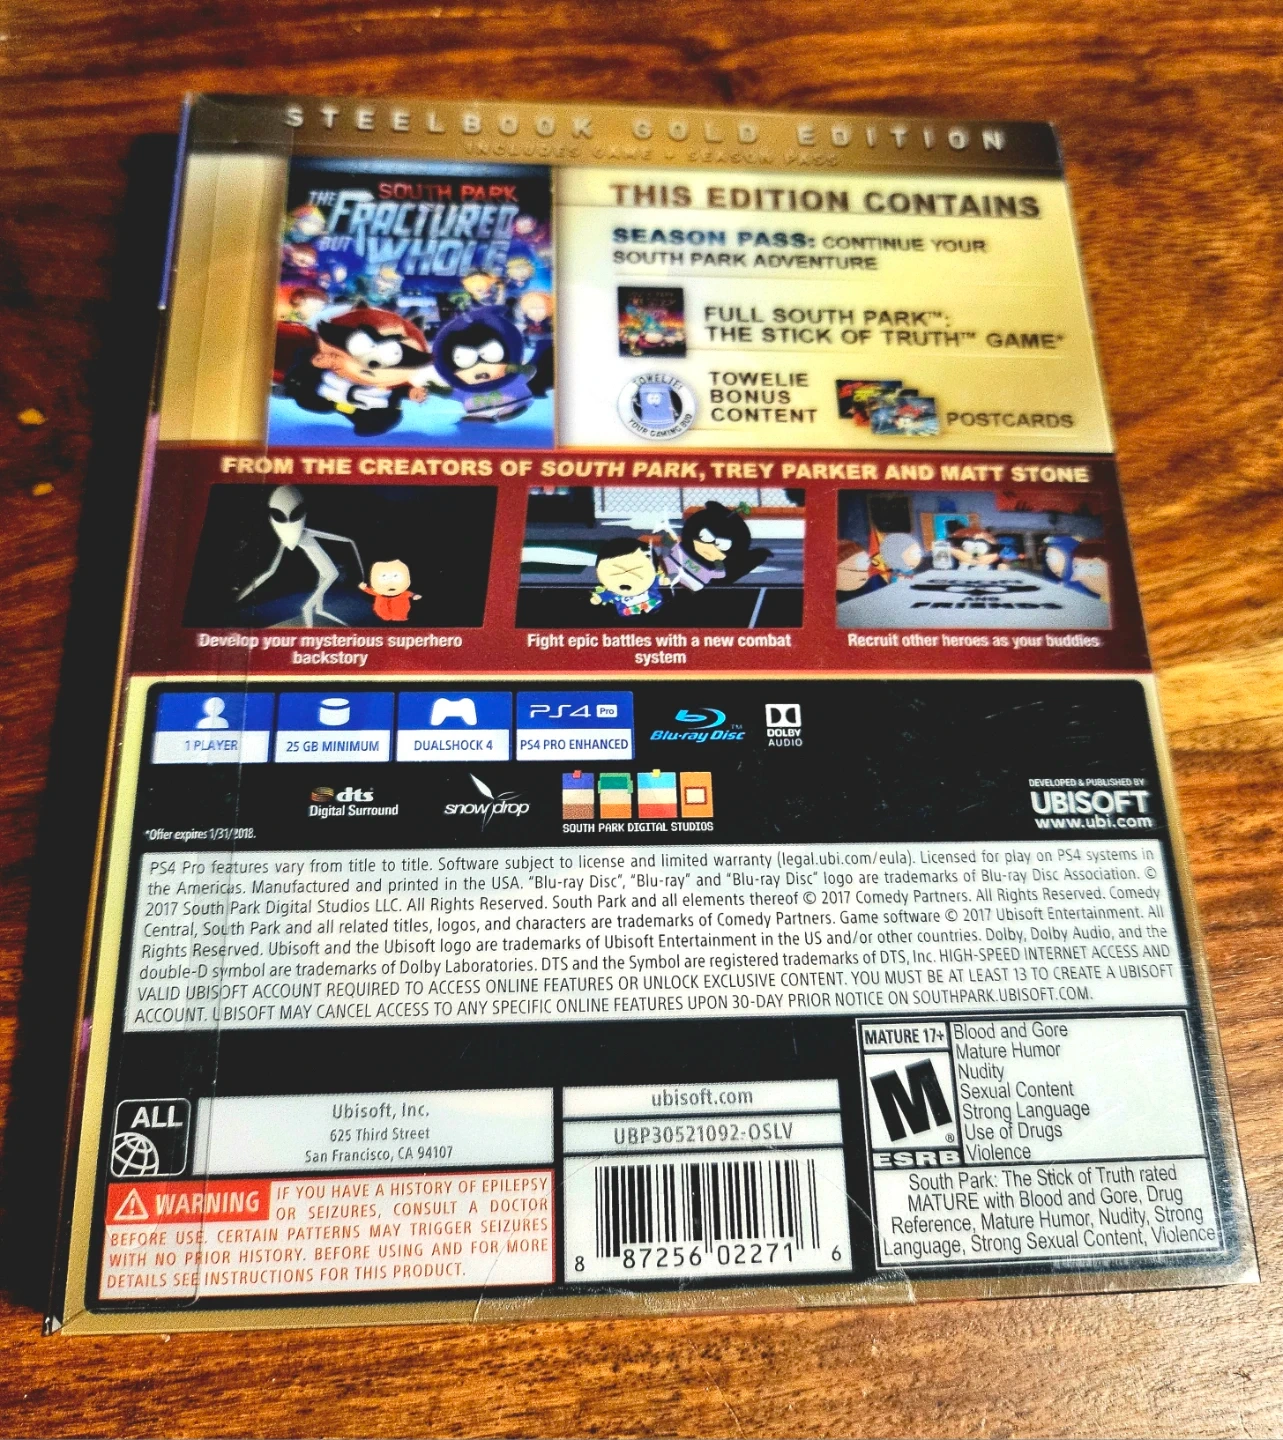 STEELBOOK GOLD EDITION
INCLUDES GAME + SEASON PASS
SOUTH PARK
THE FRACTURED
BUT WHOLE
THIS EDITION CONTAINS
SEASON PASS: CONTINUE YOUR
SOUTH PARK ADVENTURE
FULL SOUTH PARK™:
THE STICK OF TRUTH™ GAME*
TOWELIE:
YOUR GAMING BUD
TOWELIE
BONUS
CONTENT
POSTCARDS
FROM THE CREATORS OF SOUTH PARK, TREY PARKER AND MATT STONE
AND
FRIENDS
Develop your mysterious superhero
backstory
Fight epic battles with a new combat
system
Recruit other heroes as your buddies
1 PLAYER
25 GB MINIMUM
DUALSHOCK 4
PS4 Pro
PS4 PRO ENHANCED
Blu-ray Disc™
DOLBY
AUDIO
dts
Digital Surround
snowdrop
SOUTH PARK DIGITAL STUDIOS
DEVELOPED & PUBLISHED BY
UBISOFT
www.ubi.com
*Offer expires 1/31/2018.
PS4 Pro features vary from title to title. Software subject to license and limited warranty (legal.ubi.com/eula). Licensed for play on PS4 systems in
the Americas. Manufactured and printed in the USA. “Blu-ray Disc”, “Blu-ray” and “Blu-ray Disc” logo are trademarks of Blu-ray Disc Association. ©
2017 South Park Digital Studios LLC. All Rights Reserved. South Park and all elements thereof © 2017 Comedy Partners. All Rights Reserved. Comedy
Central, South Park and all related titles, logos, and characters are trademarks of Comedy Partners. Game software © 2017 Ubisoft Entertainment. All
Rights Reserved. Ubisoft and the Ubisoft logo are trademarks of Ubisoft Entertainment in the US and/or other countries. Dolby, Dolby Audio, and the
double-D symbol are trademarks of Dolby Laboratories. DTS and the Symbol are registered trademarks of DTS, Inc. HIGH-SPEED INTERNET ACCESS AND
VALID UBISOFT ACCOUNT REQUIRED TO ACCESS ONLINE FEATURES OR UNLOCK EXCLUSIVE CONTENT. YOU MUST BE AT LEAST 13 TO CREATE A UBISOFT
ACCOUNT. UBISOFT MAY CANCEL ACCESS TO ANY SPECIFIC ONLINE FEATURES UPON 30-DAY PRIOR NOTICE ON SOUTHPARK.UBISOFT.COM.
ALL
Ubisoft, Inc.
625 Third Street
San Francisco, CA 94107
WARNING IF YOU HAVE A HISTORY OF EPILEPSY
OR SEIZURES, CONSULT A DOCTOR
BEFORE USE. CERTAIN PATTERNS MAY TRIGGER SEIZURES
WITH NO PRIOR HISTORY. BEFORE USING AND FOR MORE
DETAILS SEE INSTRUCTIONS FOR THIS PRODUCT.
ubisoft.com
UBP30521092-OSLV
8 87256 02271 6
MATURE 17+
M®
ESRB
Blood and Gore
Mature Humor
Nudity
Sexual Content
Strong Language
Use of Drugs
Violence
South Park: The Stick of Truth rated
MATURE with Blood and Gore, Drug
Reference, Mature Humor, Nudity, Strong
Language, Strong Sexual Content, Violence